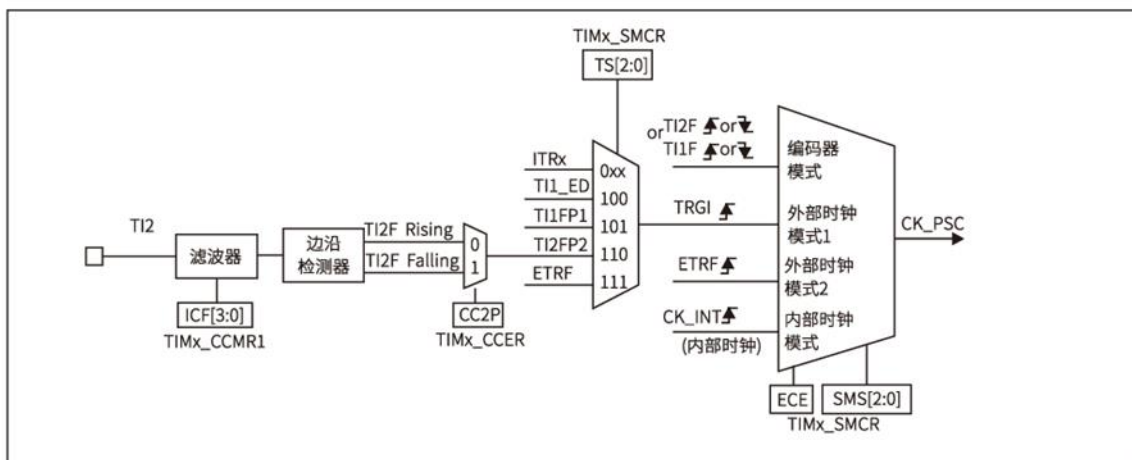 TIMx_SMCR
TS[2:0]
orTI2F or
TI1F or
编码器
模式
ITRx
0xx
TI1_ED
100
TI1FP1
101
TRGI
外部时钟
模式1
CK_PSC
TI2
滤波器
边沿
检测器
TI2F Rising
TI2F Falling
0
1
TI2FP2
110
ETRF
111
ETRF
外部时钟
模式2
CK_INT
(内部时钟)
内部时钟
模式
ICF[3:0]
TIMx_CCMR1
CC2P
TIMx_CCER
ECE
SMS[2:0]
TIMx_SMCR